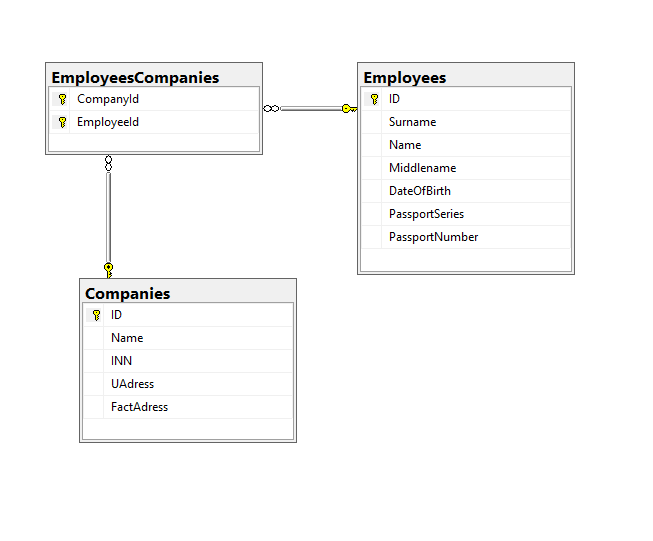 EmployeesCompanies
CompanyId
EmployeeId
Employees
ID
Surname
Name
Middlename
DateOfBirth
PassportSeries
PassportNumber
Companies
ID
Name
INN
UAdress
FactAdress